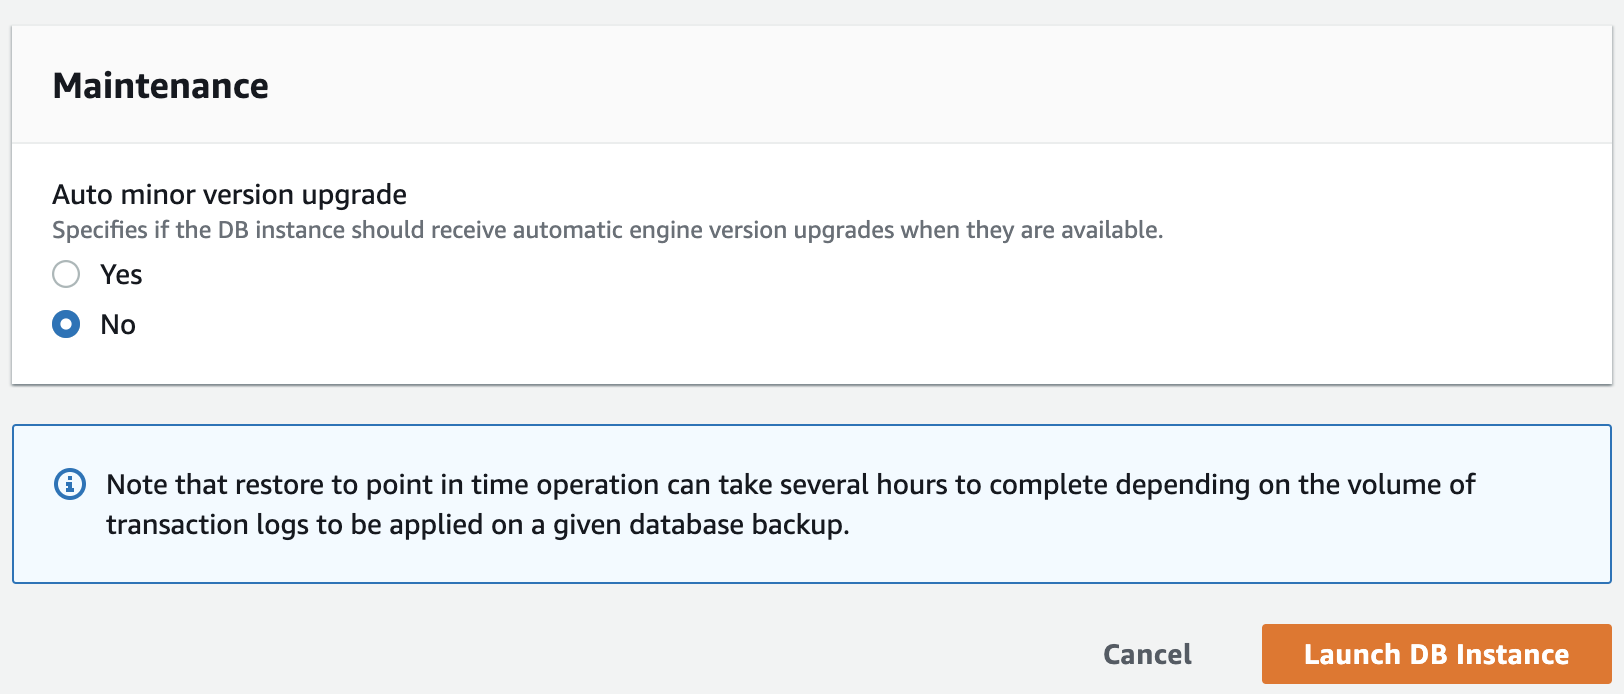 Maintenance
Auto minor version upgrade
Specifies if the DB instance should receive automatic engine version upgrades when they are available.
Yes
No
Note that restore to point in time operation can take several hours to complete depending on the volume of
transaction logs to be applied on a given database backup.
Cancel
Launch DB Instance